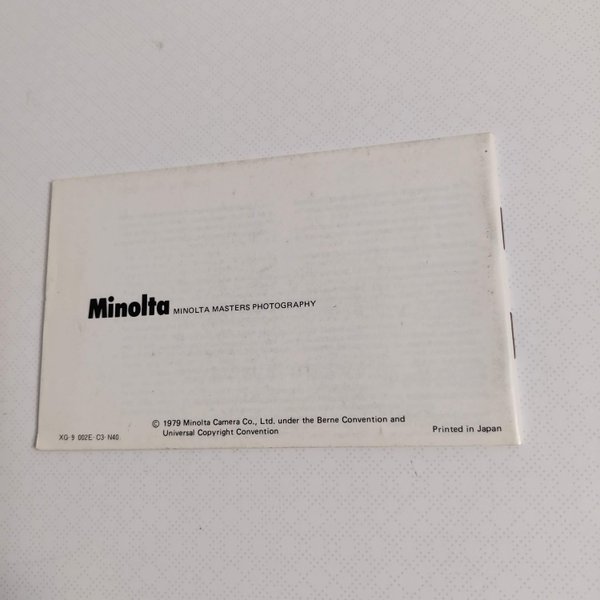 Minolta MINOLTA MASTERS PHOTOGRAPHY
© 1979 Minolta Camera Co., Ltd. under the Berne Convention and
Universal Copyright Convention
XG-9 002E-C3-N40
Printed in Japan